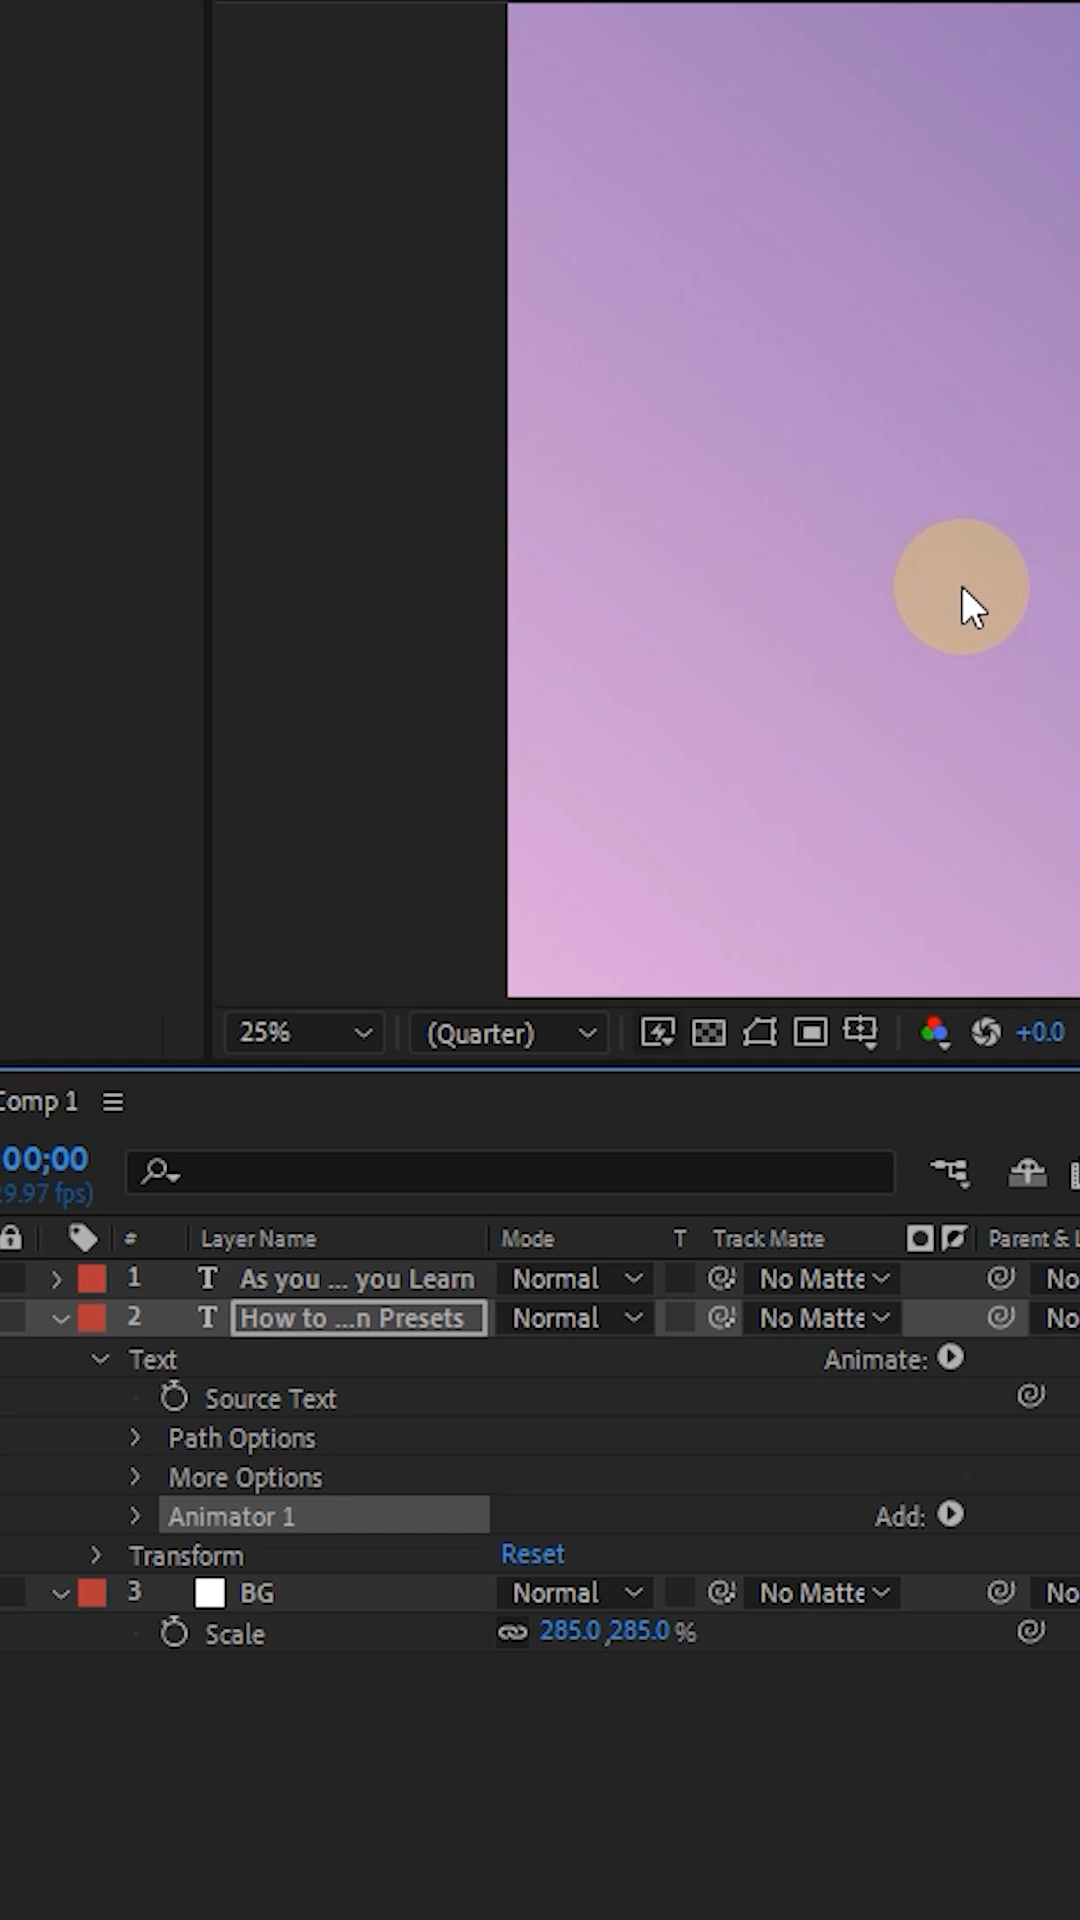 25% (Quarter) +0.0
Comp 1
00;00
9.97 fps)
# Layer Name Mode T Track Matte Parent & L
1 T As you ... you Learn Normal No Matte No
2 T How to ...n Presets Normal No Matte No
Text Animate:
Source Text
Path Options
More Options
Animator 1 Add:
Transform Reset
3 BG Normal No Matte No
Scale 285.0,285.0%